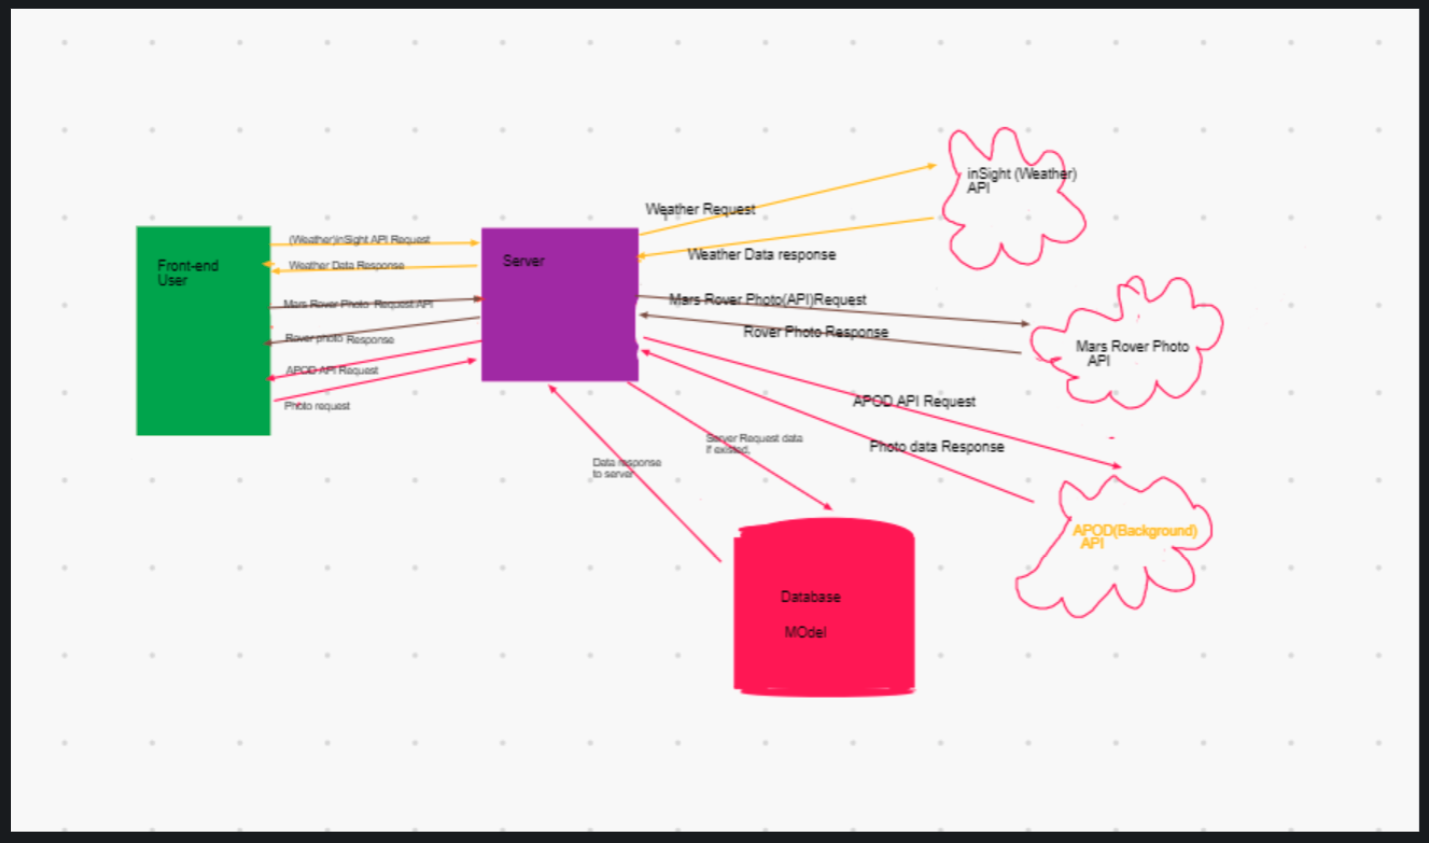 Front-end
User
(Weather)inSight API Request
Weather Data Response
Mars Rover Photo Request API
Rover photo Response
APOD API Request
Photo request
Server
Weather Request
Weather Data response
Mars Rover Photo(API)Request
Rover Photo Response
APOD API Request
Photo data Response
Server Request data
if existed.
Data response
to server
inSight (Weather)
API
Mars Rover Photo
API
APOD(Background)
API
Database
MOdel